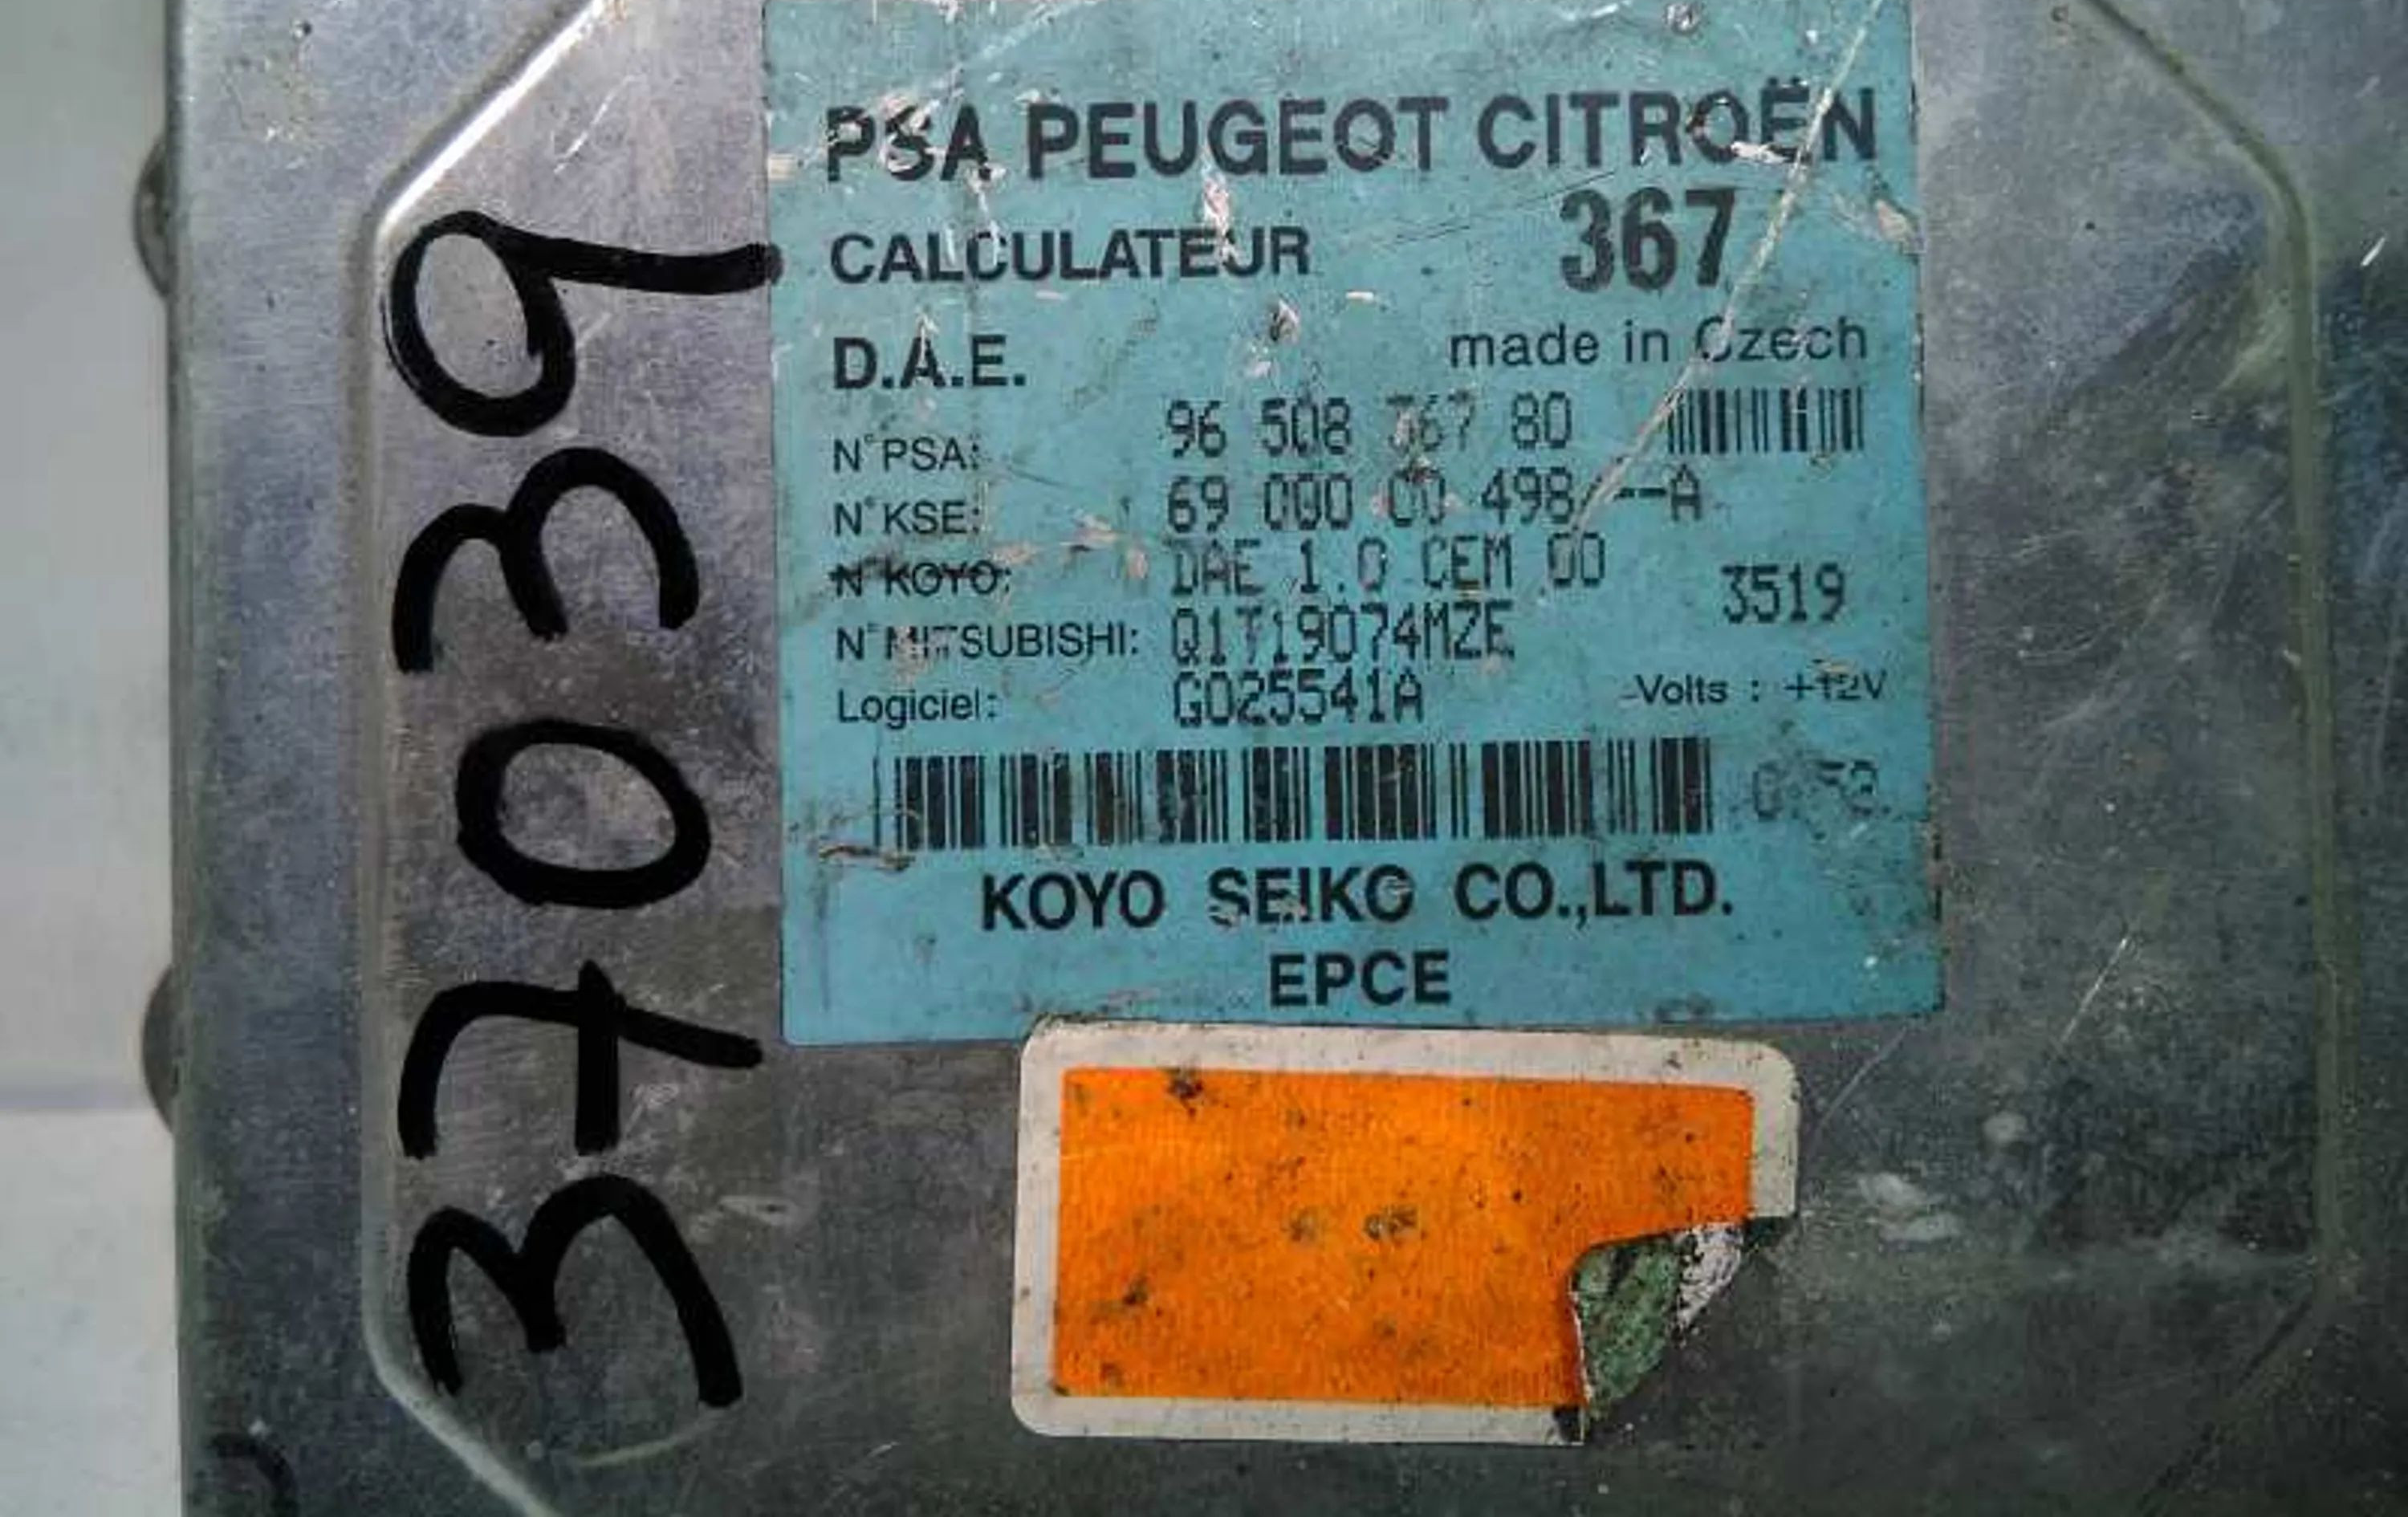 PSA PEUGEOT CITROËN
CALCULATEUR 367
D.A.E. made in Czech
N°PSA: 96 508 367 80
N°KSE: 69 000 00 498 --A
N°KOYO: DAE 1.0 CEM 00 3519
N°MITSUBISHI: Q1T19074MZE
Logiciel: G025541A Volts : +12V
KOYO SEIKO CO.,LTD.
EPCE
37039